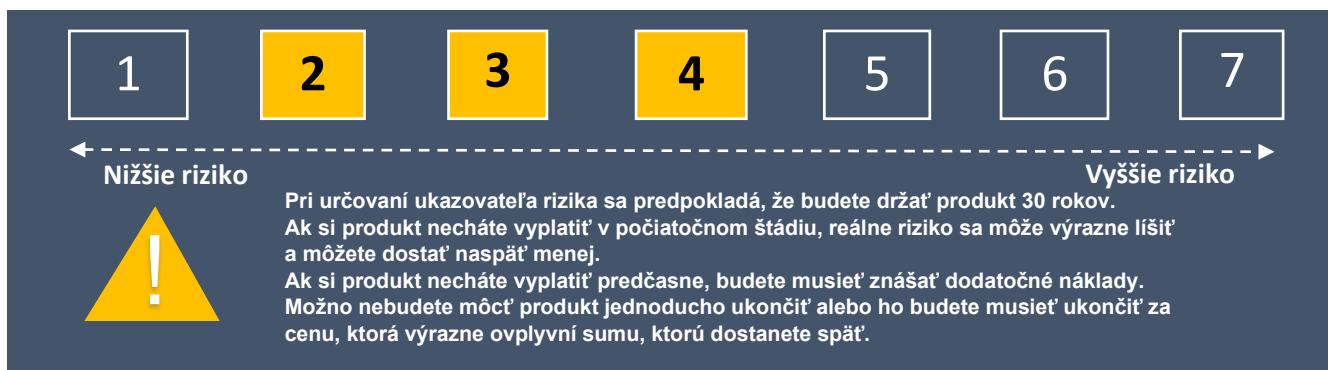 1 2 3 4 5 6 7
Nižšie riziko Vyššie riziko
!
Pri určovaní ukazovateľa rizika sa predpokladá, že budete držať produkt 30 rokov.
Ak si produkt necháte vyplatiť v počiatočnom štádiu, reálne riziko sa môže výrazne líšiť
a môžete dostať naspäť menej.
Ak si produkt necháte vyplatiť predčasne, budete musieť znášať dodatočné náklady.
Možno nebudete môcť produkt jednoducho ukončiť alebo ho budete musieť ukončiť za
cenu, ktorá výrazne ovplyvní sumu, ktorú dostanete späť.